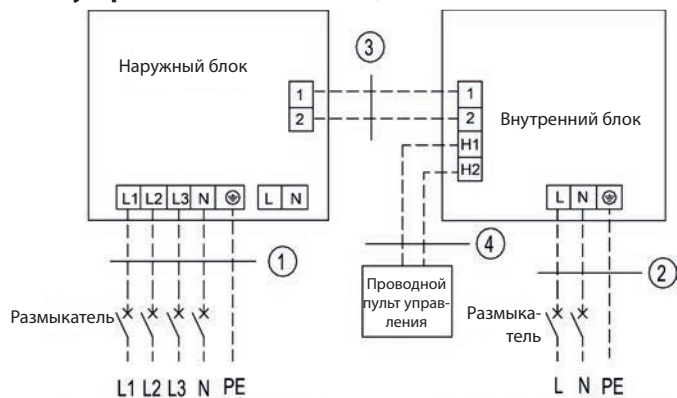 Наружный блок
Внутренний блок
3
1
2
1
2
H1
H2
L1 L2 L3 N
L N
L N
1
4
2
Проводной
пульт управ-
ления
Размыкатель
Размыка-
тель
L1 L2 L3 N PE
L N PE